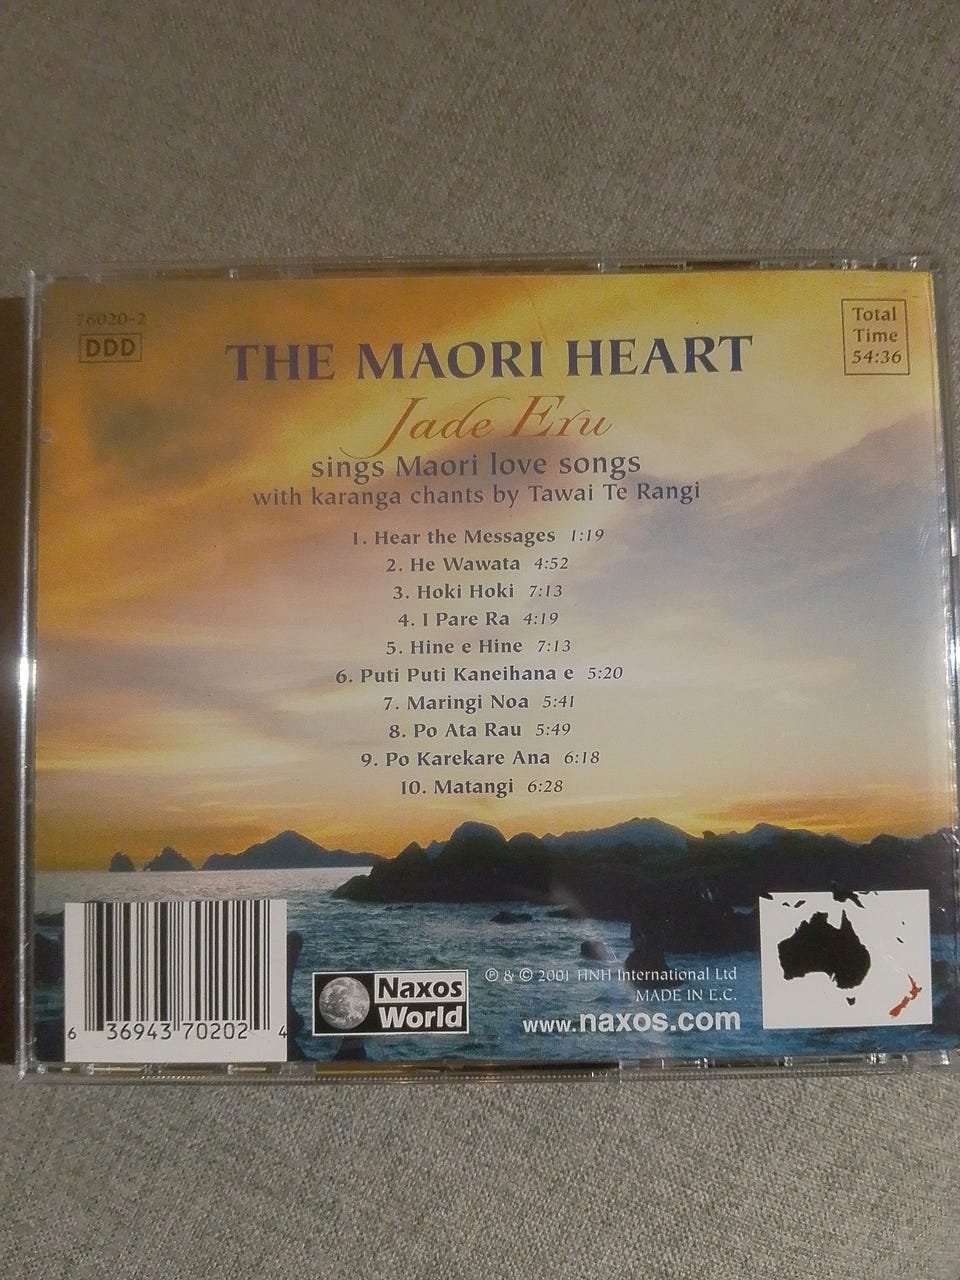 76020-2
DDD
Total
Time
54:36
THE MAORI HEART
Jade Eru
sings Maori love songs
with karanga chants by Tawai Te Rangi
1. Hear the Messages 1:19
2. He Wawata 4:52
3. Hoki Hoki 7:13
4. I Pare Ra 4:19
5. Hine e Hine 7:13
6. Puti Puti Kaneihana e 5:20
7. Maringi Noa 5:41
8. Po Ata Rau 5:49
9. Po Karekare Ana 6:18
10. Matangi 6:28
6 36943 70202 4
Naxos
World
℗ & © 2001 HNH International Ltd
MADE IN E.C.
www.naxos.com